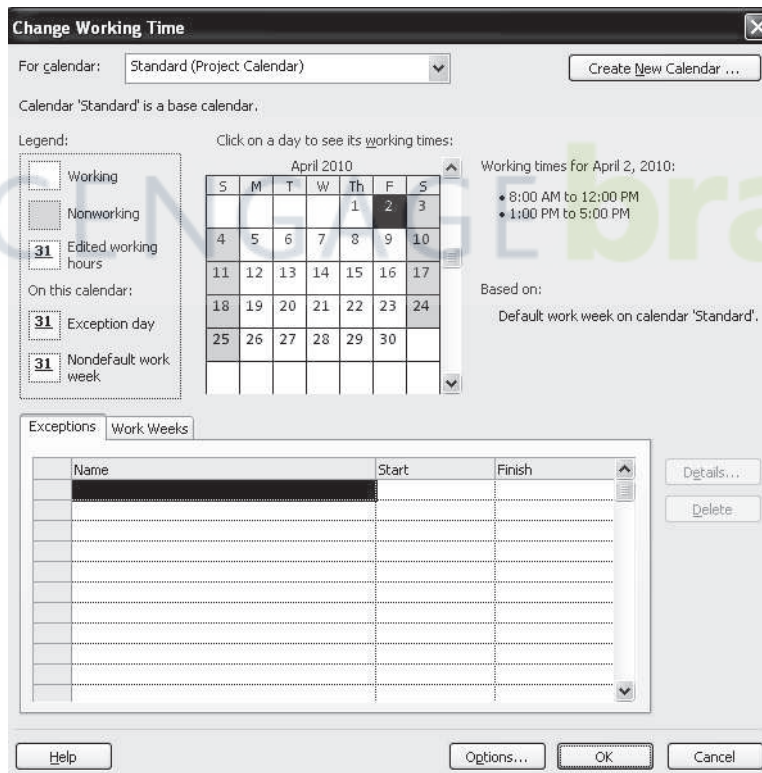 Change Working Time
For calendar: Standard (Project Calendar)
Create New Calendar ...
Calendar 'Standard' is a base calendar.
Legend:
Working
Nonworking
31 Edited working
hours
On this calendar:
31 Exception day
31 Nondefault work
week
Click on a day to see its working times:
April 2010
S M T W Th F S
1 2 3
4 5 6 7 8 9 10
11 12 13 14 15 16 17
18 19 20 21 22 23 24
25 26 27 28 29 30
Working times for April 2, 2010:
• 8:00 AM to 12:00 PM
• 1:00 PM to 5:00 PM
Based on:
Default work week on calendar 'Standard'.
CENGAGE bra
Exceptions Work Weeks
Name Start Finish
Details...
Delete
Help
Options...
OK
Cancel